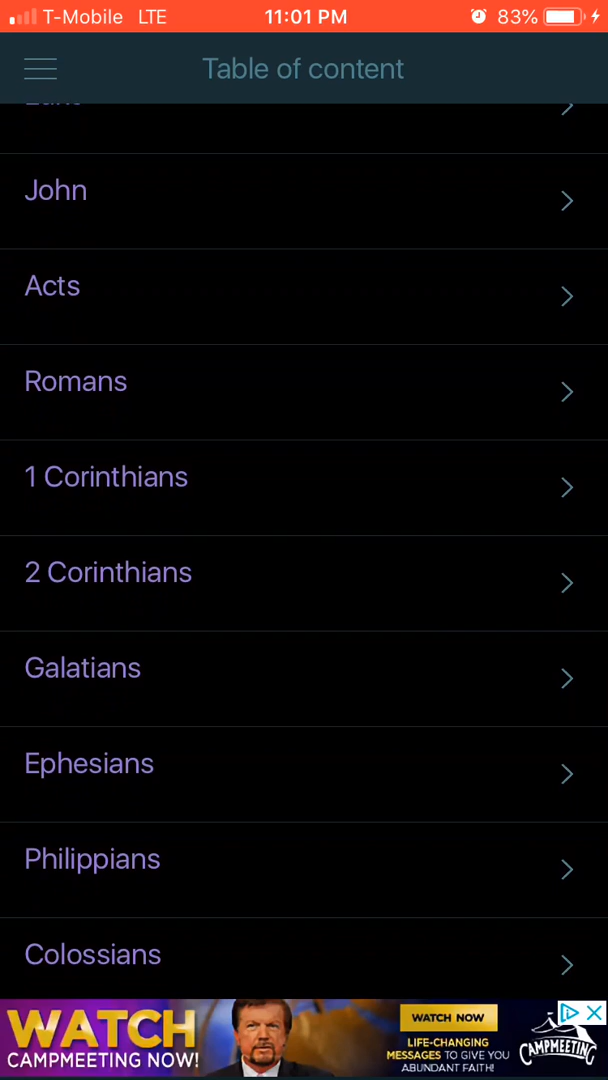 T-Mobile LTE 11:01 PM 83%
Table of content
John
Acts
Romans
1 Corinthians
2 Corinthians
Galatians
Ephesians
Philippians
Colossians
WATCH
CAMPMEETING NOW!
WATCH NOW
LIFE-CHANGING
MESSAGES TO GIVE YOU
ABUNDANT FAITH!
CAMPMEETING